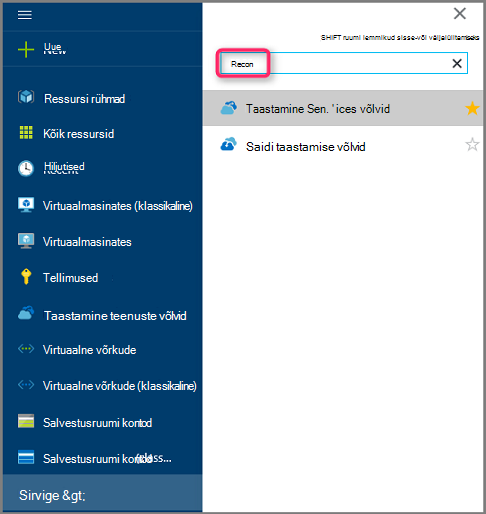 Uue
New
Ressursi rühmad
Kõik ressursid
Hiljutised
Recent
Virtuaalmasinates (klassikaline)
Virtuaalmasinates
Tellimused
Taastamine teenuste võlvid
Virtuaalne võrkude
Virtuaalne võrkude (klassikaline)
Salvestusruumi kontod
Salvestusruumi kontod
Sirvige &gt;
SHIFT ruumi lemmikud sisse-või väljalülitamiseks
Recon
Taastamine Sen. 'ices võlvid
Saidi taastamise võlvid